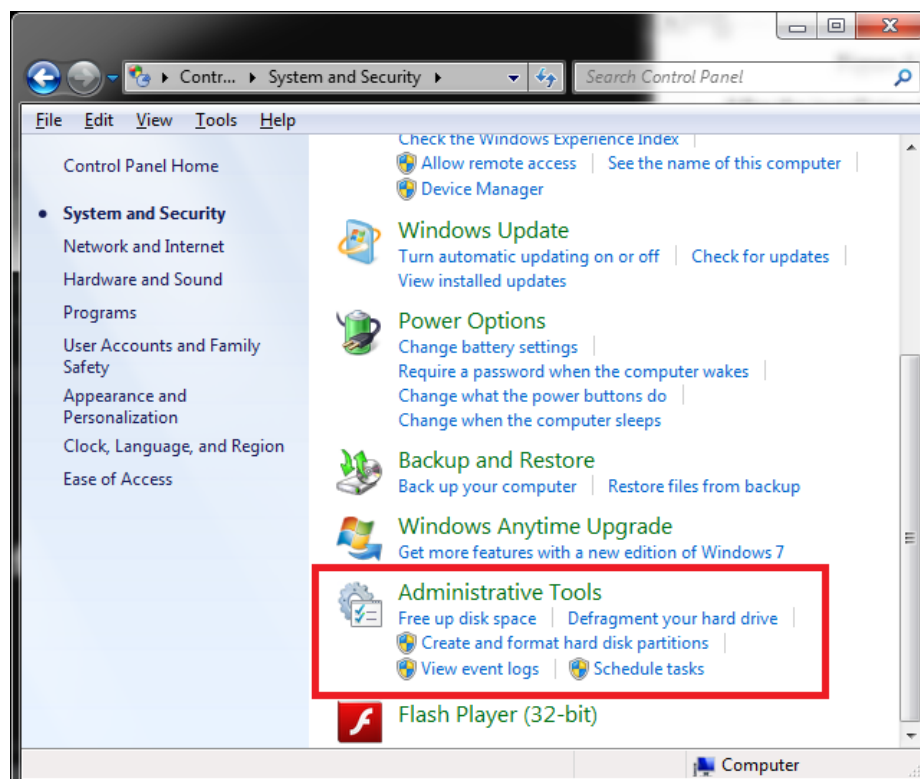 Contr... System and Security Search Control Panel
File Edit View Tools Help
Control Panel Home
System and Security
Network and Internet
Hardware and Sound
Programs
User Accounts and Family
Safety
Appearance and
Personalization
Clock, Language, and Region
Ease of Access
Check the Windows Experience Index
Allow remote access See the name of this computer
Device Manager
Windows Update
Turn automatic updating on or off Check for updates
View installed updates
Power Options
Change battery settings
Require a password when the computer wakes
Change what the power buttons do
Change when the computer sleeps
Backup and Restore
Back up your computer Restore files from backup
Windows Anytime Upgrade
Get more features with a new edition of Windows 7
Administrative Tools
Free up disk space Defragment your hard drive
Create and format hard disk partitions
View event logs Schedule tasks
Flash Player (32-bit)
Computer